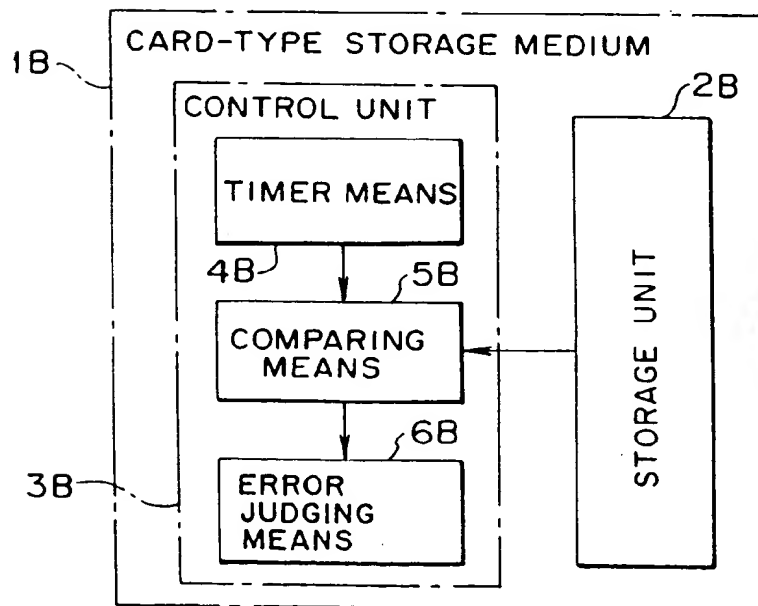 CARD-TYPE STORAGE MEDIUM
1B
CONTROL UNIT
2B
TIMER MEANS
4B
5B
COMPARING
MEANS
STORAGE UNIT
6B
3B
ERROR
JUDGING
MEANS